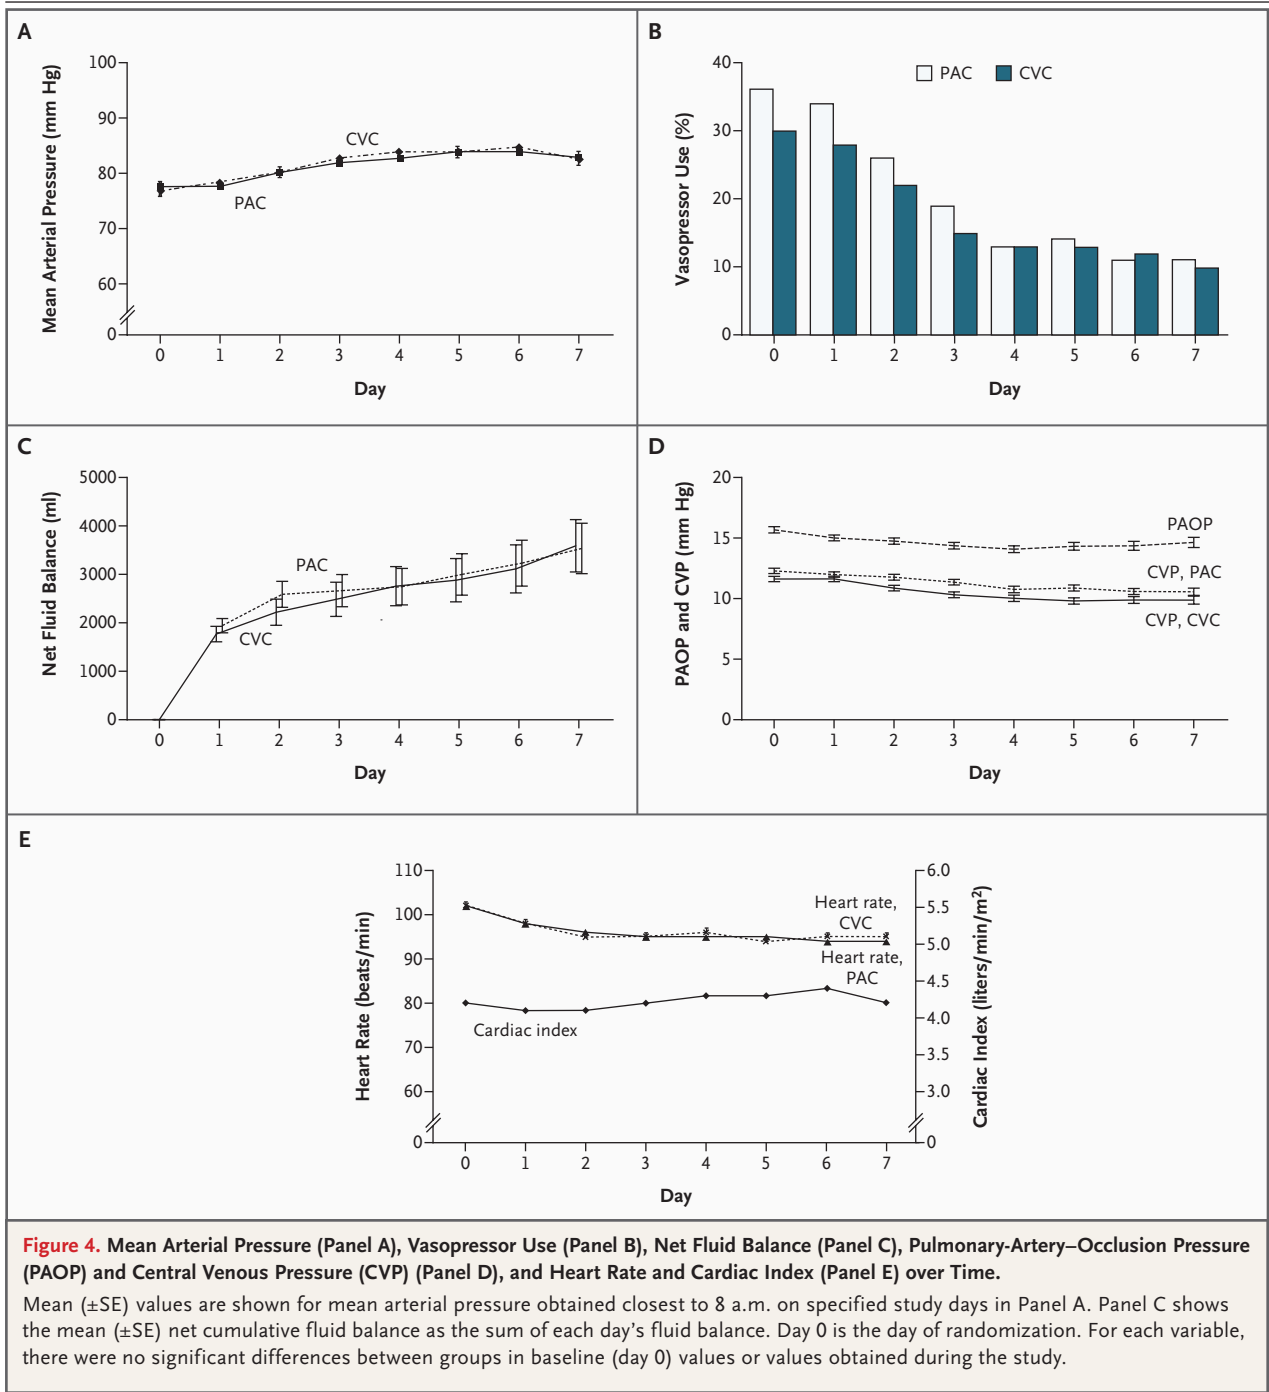 A
Mean Arterial Pressure (mm Hg)
100
90
80
70
60
0
CVC
PAC
0 1 2 3 4 5 6 7
Day
B
Vasopressor Use (%)
40
30
20
10
0
PAC CVC
0 1 2 3 4 5 6 7
Day
C
Net Fluid Balance (ml)
5000
4000
3000
2000
1000
0
PAC
CVC
0 1 2 3 4 5 6 7
Day
D
PAOP and CVP (mm Hg)
20
15
10
5
0
PAOP
CVP, PAC
CVP, CVC
0 1 2 3 4 5 6 7
Day
E
Heart Rate (beats/min)
110
100
90
80
70
60
0
Heart rate,
CVC
Heart rate,
PAC
Cardiac index
6.0
5.5
5.0
4.5
4.0
3.5
3.0
0
Cardiac Index (liters/min/m²)
0 1 2 3 4 5 6 7
Day
Figure 4. Mean Arterial Pressure (Panel A), Vasopressor Use (Panel B), Net Fluid Balance (Panel C), Pulmonary-Artery–Occlusion Pressure
(PAOP) and Central Venous Pressure (CVP) (Panel D), and Heart Rate and Cardiac Index (Panel E) over Time.
Mean (±SE) values are shown for mean arterial pressure obtained closest to 8 a.m. on specified study days in Panel A. Panel C shows
the mean (±SE) net cumulative fluid balance as the sum of each day's fluid balance. Day 0 is the day of randomization. For each variable,
there were no significant differences between groups in baseline (day 0) values or values obtained during the study.